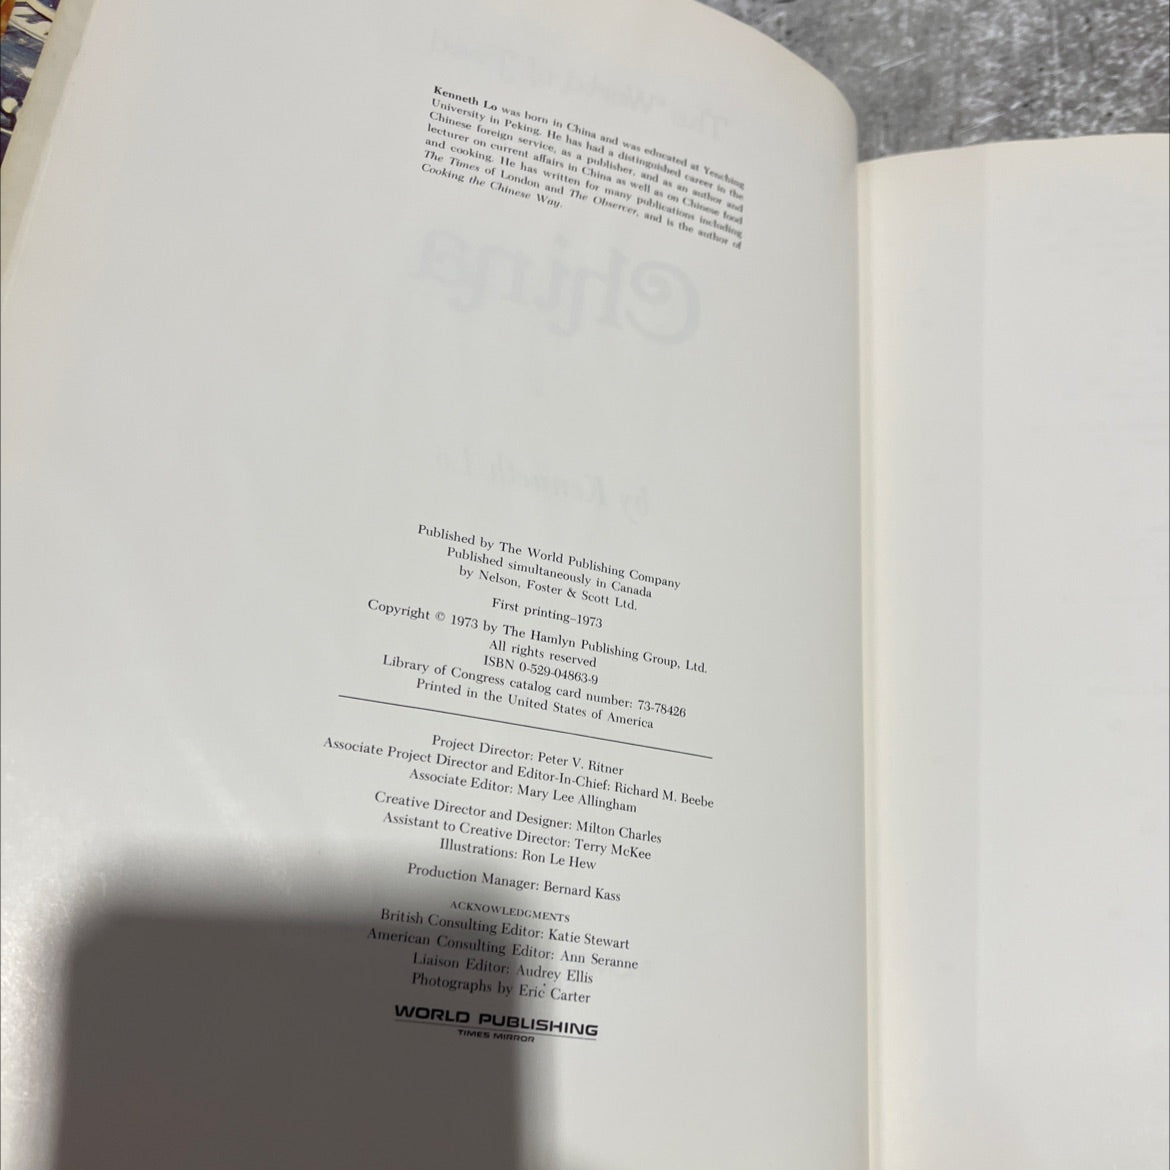 Kenneth Lo was born in China and was educated at Yenching
University in Peking. He has had a distinguished career in the
Chinese foreign service, as a publisher, and as an author and
lecturer on current affairs in China as well as on Chinese food
and cooking. He has written for many publications including
The Times of London and The Observer, and is the author of
Cooking the Chinese Way.
China
by Kenneth Lo
Published by The World Publishing Company
Published simultaneously in Canada
by Nelson, Foster & Scott Ltd.
First printing–1973
Copyright © 1973 by The Hamlyn Publishing Group, Ltd.
All rights reserved
ISBN 0-529-04863-9
Library of Congress catalog card number: 73-78426
Printed in the United States of America
Project Director: Peter V. Ritner
Associate Project Director and Editor-In-Chief: Richard M. Beebe
Associate Editor: Mary Lee Allingham
Creative Director and Designer: Milton Charles
Assistant to Creative Director: Terry McKee
Illustrations: Ron Le Hew
Production Manager: Bernard Kass
ACKNOWLEDGMENTS
British Consulting Editor: Katie Stewart
American Consulting Editor: Ann Seranne
Liaison Editor: Audrey Ellis
Photographs by Eric Carter
WORLD PUBLISHING
TIMES MIRROR